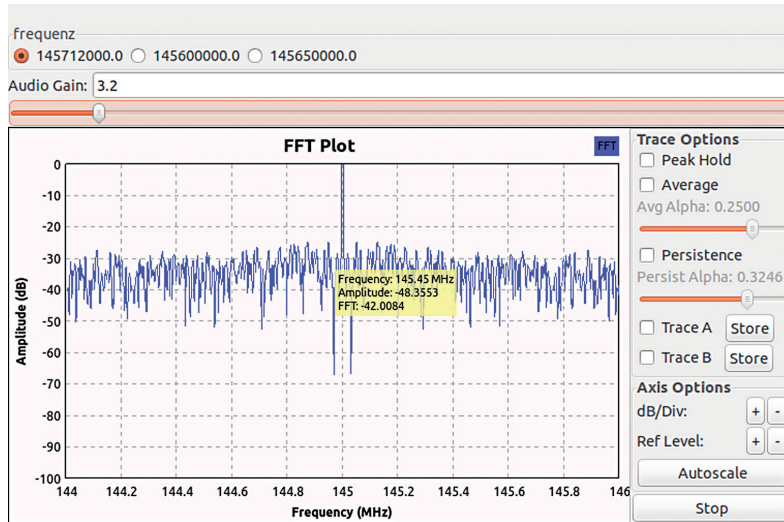 frequenz
145712000.0 145600000.0 145650000.0
Audio Gain: 3.2
FFT Plot
FFT
0
-10
-20
-30
-40
-50
-60
-70
-80
-90
-100
Amplitude (dB)
Frequency: 145.45 MHz
Amplitude: -48.3553
FFT: -42.0084
144 144.2 144.4 144.6 144.8 145 145.2 145.4 145.6 145.8 146
Frequency (MHz)
Trace Options
Peak Hold
Average
Avg Alpha: 0.2500
Persistence
Persist Alpha: 0.3246
Trace A Store
Trace B Store
Axis Options
dB/Div: + -
Ref Level: + -
Autoscale
Stop